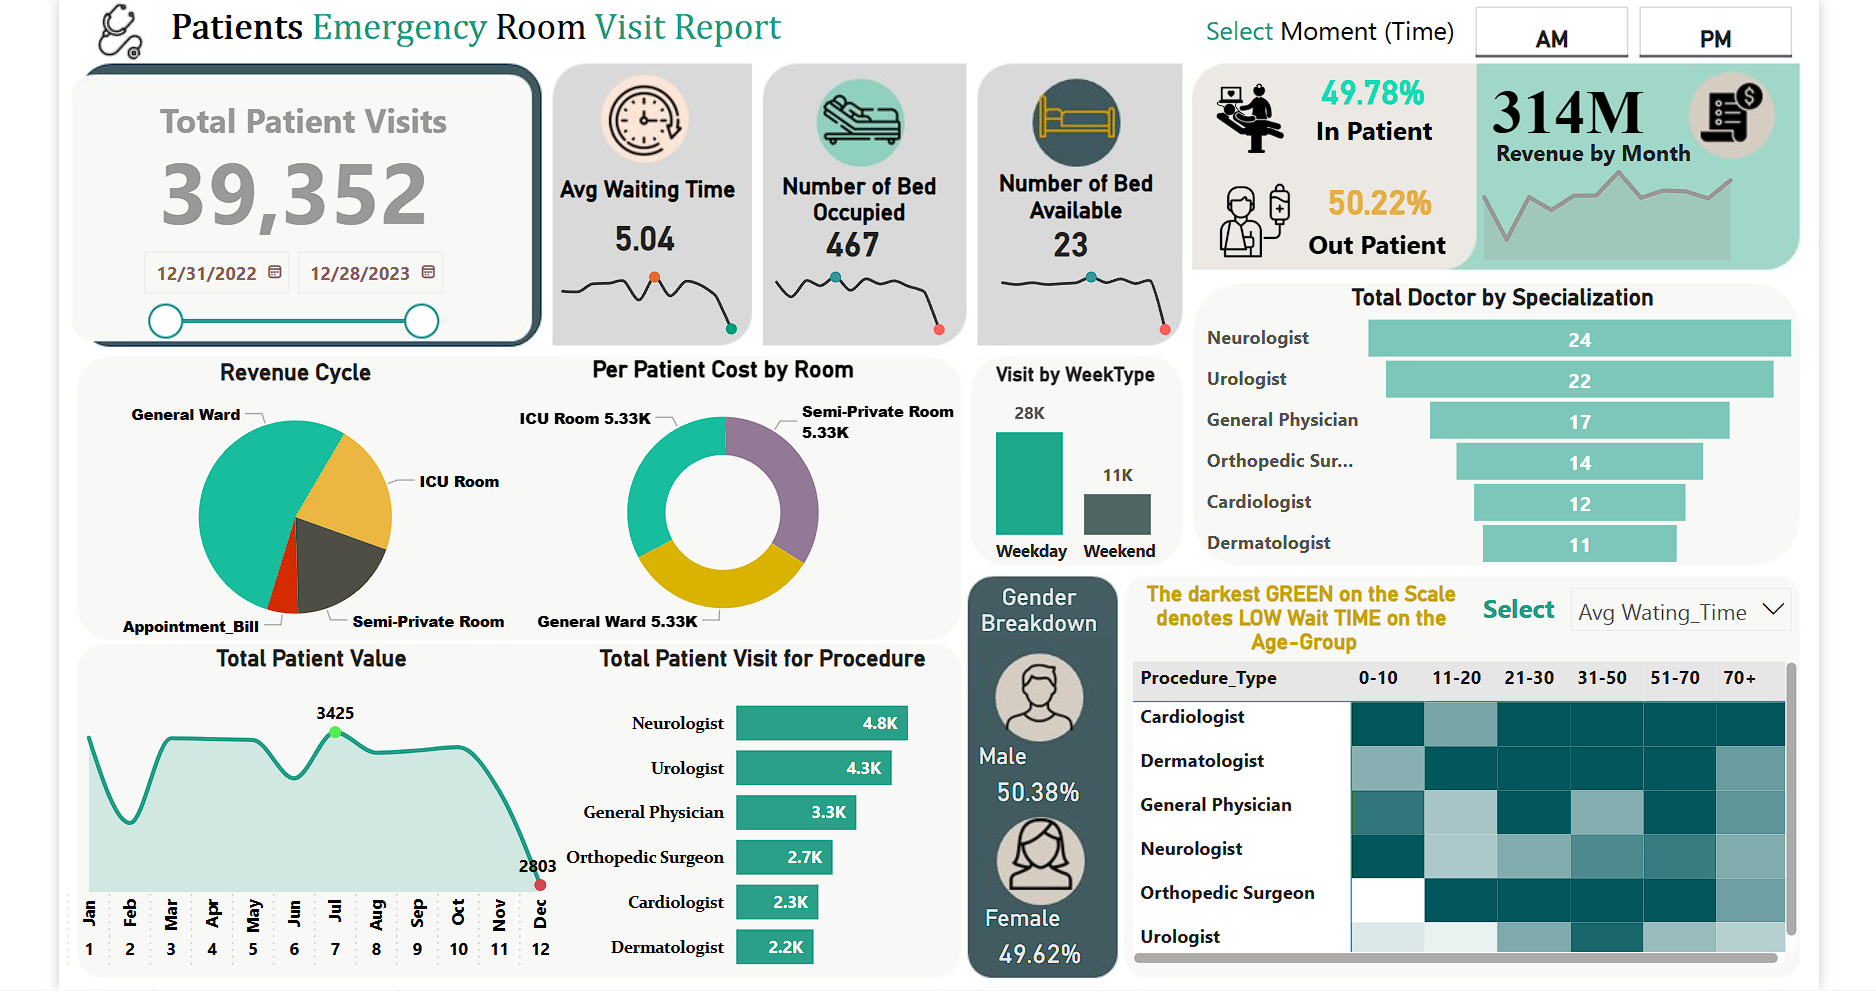 Patients Emergency Room Visit Report
Select Moment (Time)
AM
PM
Total Patient Visits
39,352
12/31/2022
12/28/2023
Avg Waiting Time
5.04
Number of Bed
Occupied
467
Number of Bed
Available
23
49.78%
In Patient
50.22%
Out Patient
314M
Revenue by Month
$
Total Doctor by Specialization
Neurologist 24
Urologist 22
General Physician 17
Orthopedic Sur... 14
Cardiologist 12
Dermatologist 11
Revenue Cycle
General Ward
ICU Room
Semi-Private Room
Appointment_Bill
Per Patient Cost by Room
ICU Room 5.33K
Semi-Private Room
5.33K
General Ward 5.33K
Visit by WeekType
28K
11K
Weekday Weekend
Total Patient Value
3425
2803
Jan Feb Mar Apr May Jun Jul Aug Sep Oct Nov Dec
1 2 3 4 5 6 7 8 9 10 11 12
Total Patient Visit for Procedure
Neurologist 4.8K
Urologist 4.3K
General Physician 3.3K
Orthopedic Surgeon 2.7K
Cardiologist 2.3K
Dermatologist 2.2K
Gender
Breakdown
Male
50.38%
Female
49.62%
The darkest GREEN on the Scale
denotes LOW Wait TIME on the
Age-Group
Select
Avg Wating_Time
Procedure_Type 0-10 11-20 21-30 31-50 51-70 70+
Cardiologist
Dermatologist
General Physician
Neurologist
Orthopedic Surgeon
Urologist